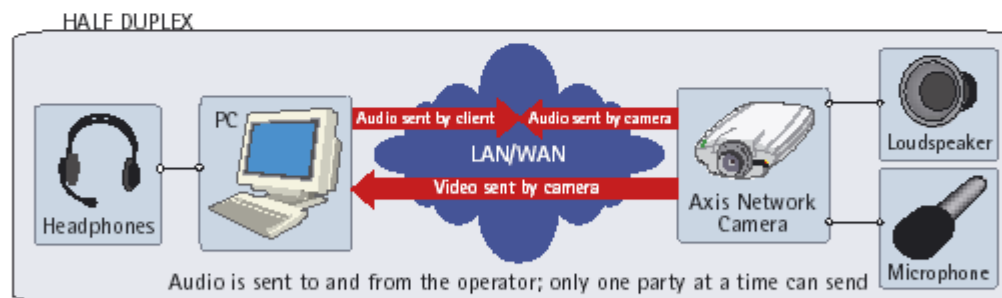 HALF DUPLEX
PC
Audio sent by client
Audio sent by camera
Loudspeaker
LAN/WAN
Video sent by camera
Headphones
Axis Network
Camera
Microphone
Audio is sent to and from the operator; only one party at a time can send